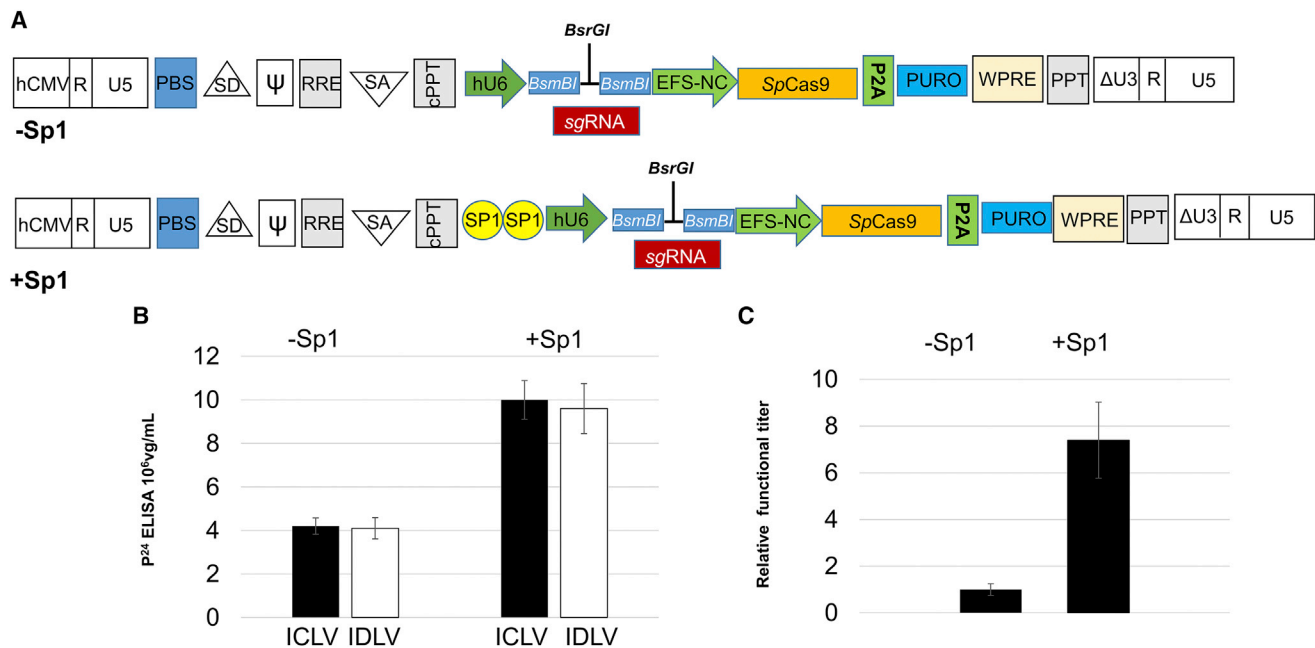 A
BsrGI
hCMV R U5 PBS SD Ψ RRE SA cPPT hU6 BsmBI BsmBI EFS-NC SpCas9 P2A PURO WPRE PPT ΔU3 R U5
sgRNA
-Sp1
BsrGI
hCMV R U5 PBS SD Ψ RRE SA cPPT SP1 SP1 hU6 BsmBI BsmBI EFS-NC SpCas9 P2A PURO WPRE PPT ΔU3 R U5
sgRNA
+Sp1
B
-Sp1 +Sp1
12
10
8
6
4
2
0
P24 ELISA 10⁶vg/mL
ICLV IDLV ICLV IDLV
C
-Sp1 +Sp1
10
8
6
4
2
0
Relative functional titer